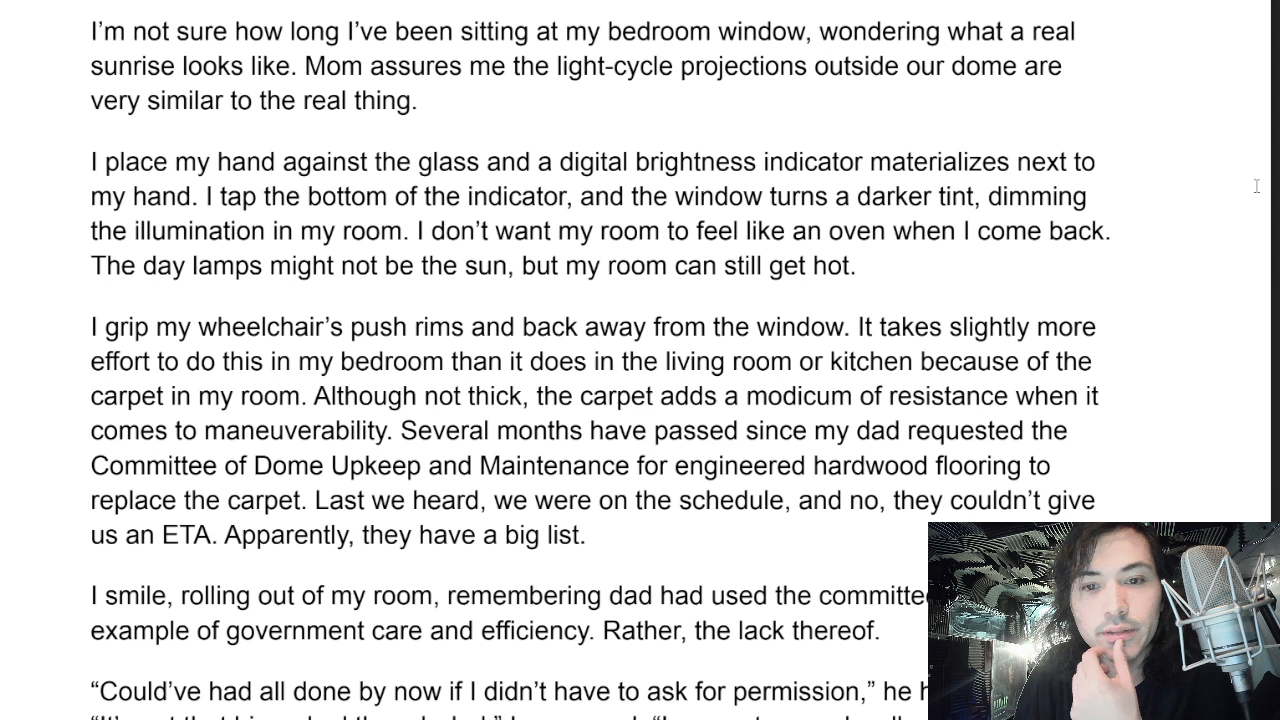 I’m not sure how long I’ve been sitting at my bedroom window, wondering what a real
sunrise looks like. Mom assures me the light-cycle projections outside our dome are
very similar to the real thing.
I place my hand against the glass and a digital brightness indicator materializes next to
my hand. I tap the bottom of the indicator, and the window turns a darker tint, dimming
the illumination in my room. I don’t want my room to feel like an oven when I come back.
The day lamps might not be the sun, but my room can still get hot.
I grip my wheelchair’s push rims and back away from the window. It takes slightly more
effort to do this in my bedroom than it does in the living room or kitchen because of the
carpet in my room. Although not thick, the carpet adds a modicum of resistance when it
comes to maneuverability. Several months have passed since my dad requested the
Committee of Dome Upkeep and Maintenance for engineered hardwood flooring to
replace the carpet. Last we heard, we were on the schedule, and no, they couldn’t give
us an ETA. Apparently, they have a big list.
I smile, rolling out of my room, remembering dad had used the
example of government care and efficiency. Rather, the lack thereof.
“Could’ve had all done by now if I didn’t have to ask for permission,” he